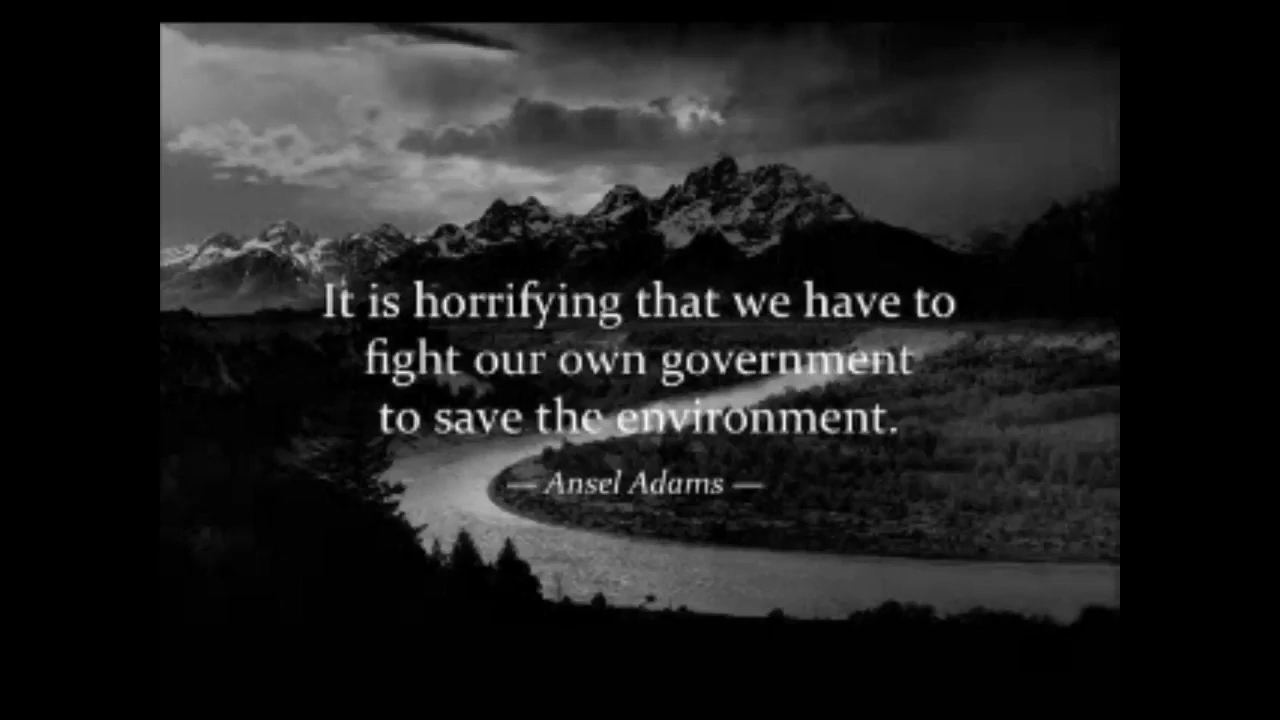 It is horrifying that we have to
fight our own government
to save the environment.
— Ansel Adams —